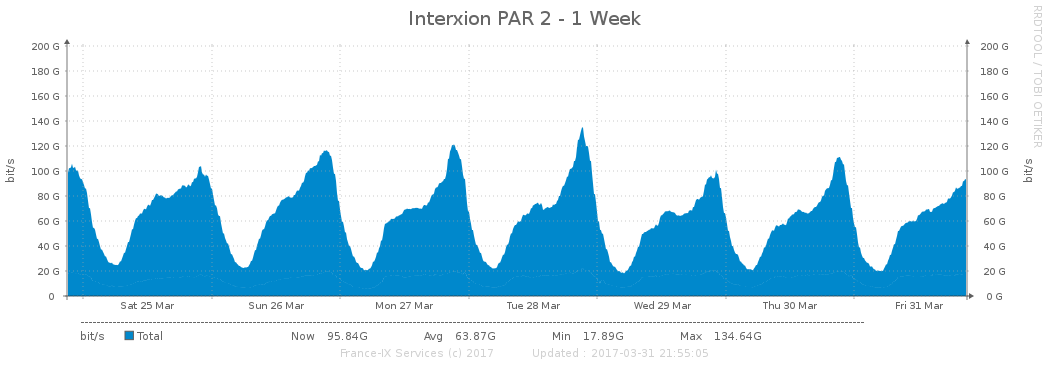 Interxion PAR 2 - 1 Week
RRDTOOL / TOBI OETIKER
bit/s
200 G
180 G
160 G
140 G
120 G
100 G
80 G
60 G
40 G
20 G
0
200 G
180 G
160 G
140 G
120 G
100 G
80 G
60 G
40 G
20 G
0 G
bit/s
Sat 25 Mar Sun 26 Mar Mon 27 Mar Tue 28 Mar Wed 29 Mar Thu 30 Mar Fri 31 Mar
bit/s Total Now 95.84G Avg 63.87G Min 17.89G Max 134.64G
France-IX Services (c) 2017 Updated : 2017-03-31 21:55:05